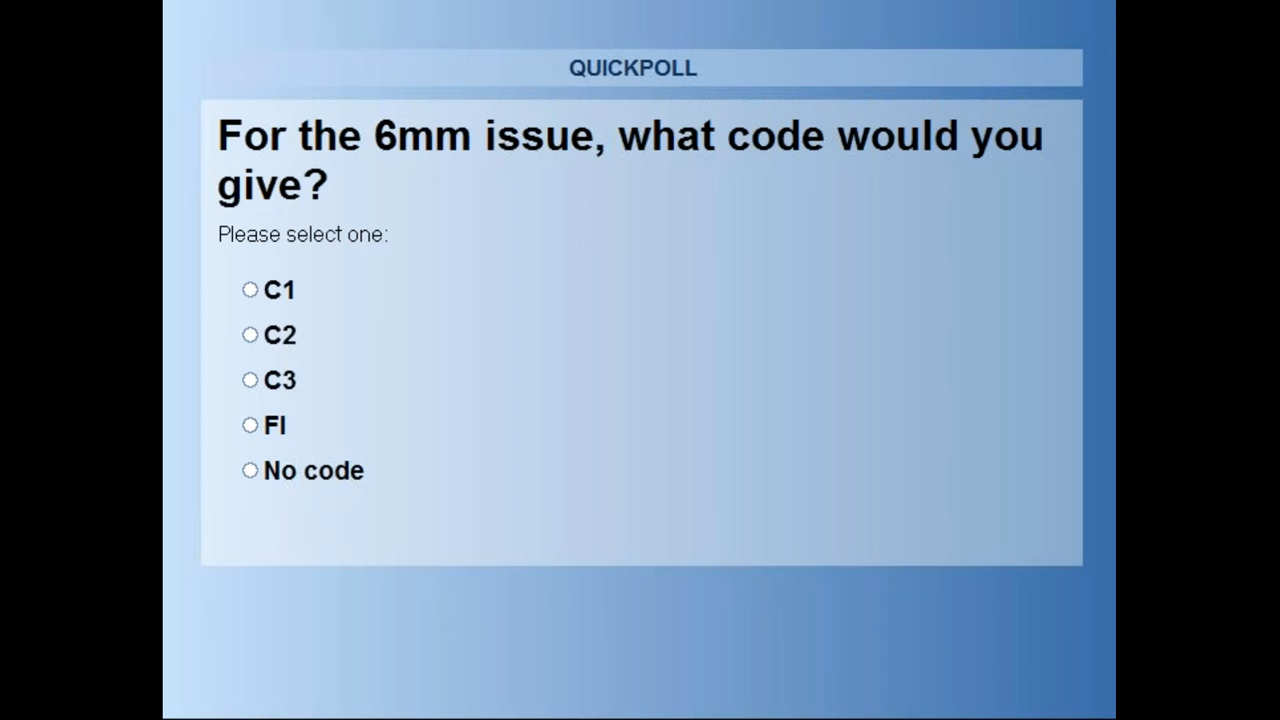 QUICKPOLL
For the 6mm issue, what code would you
give?
Please select one:
C1
C2
C3
FI
No code